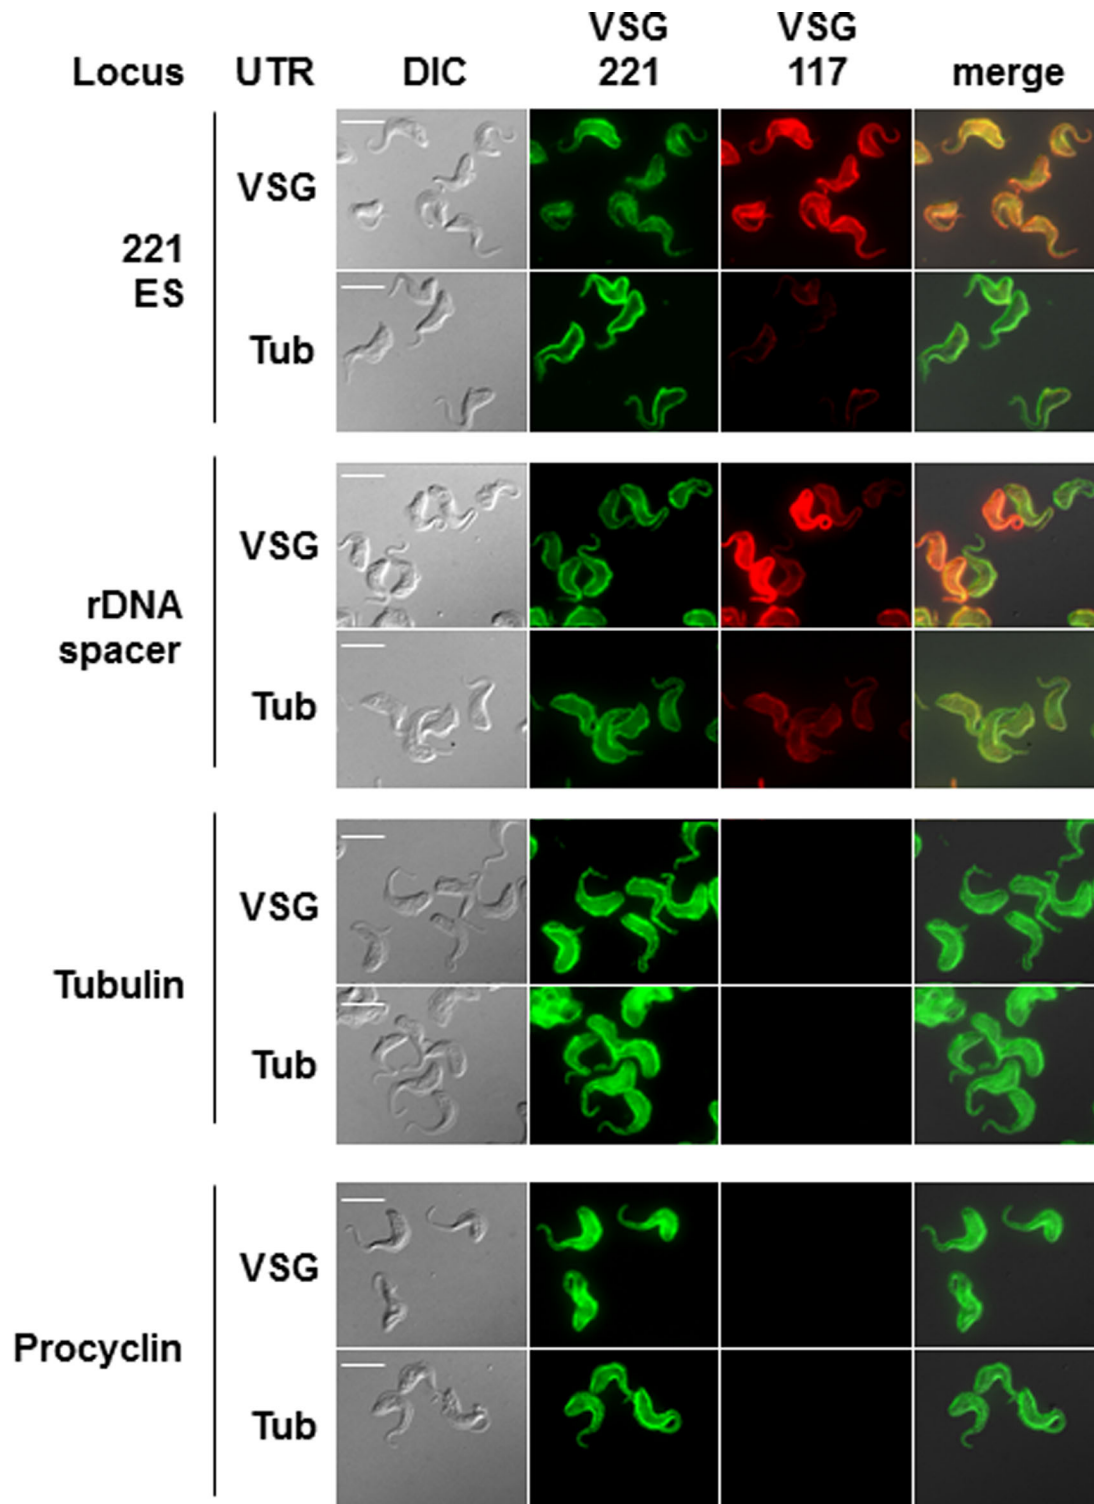 Locus UTR DIC VSG 221 VSG 117 merge
221 ES
VSG
Tub
rDNA spacer
VSG
Tub
Tubulin
VSG
Tub
Procyclin
VSG
Tub